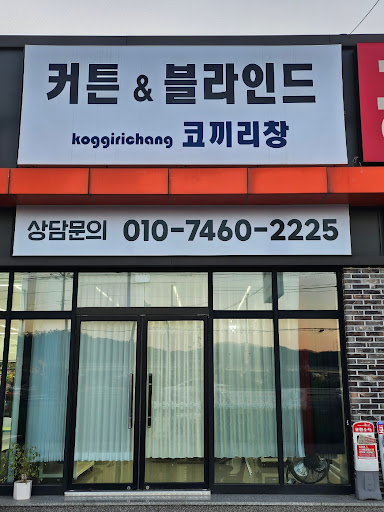 커튼 & 블라인드
koggirichang 코끼리창
상담문의 010-7460-2225